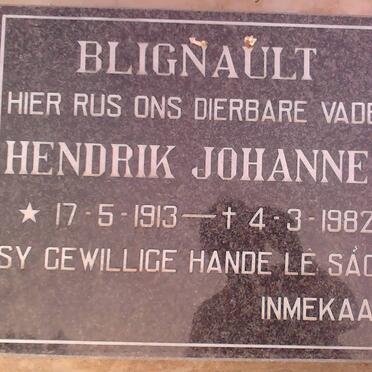 BLIGNAULT
HIER RUS ONS DIERBARE VADE
HENDRIK JOHANNE
★ 17-5-1913 — † 4-3-1982
SY GEWILLIGE HANDE LÊ SÁG
INMEKAA